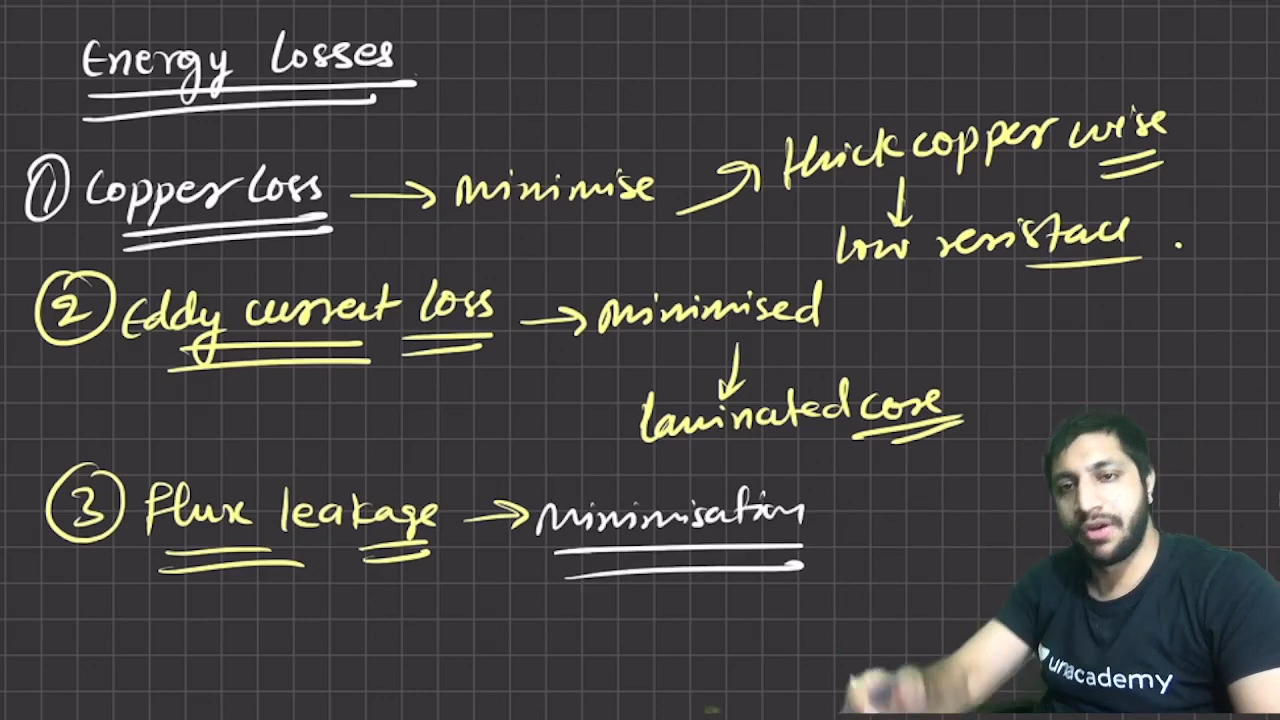 Energy Losses
① Copper Loss → minimise → thick copper wire
↓
low resistace .
② Eddy current loss → minimised
↓
laminated core
③ Flux leakage → minimisation
unacademy